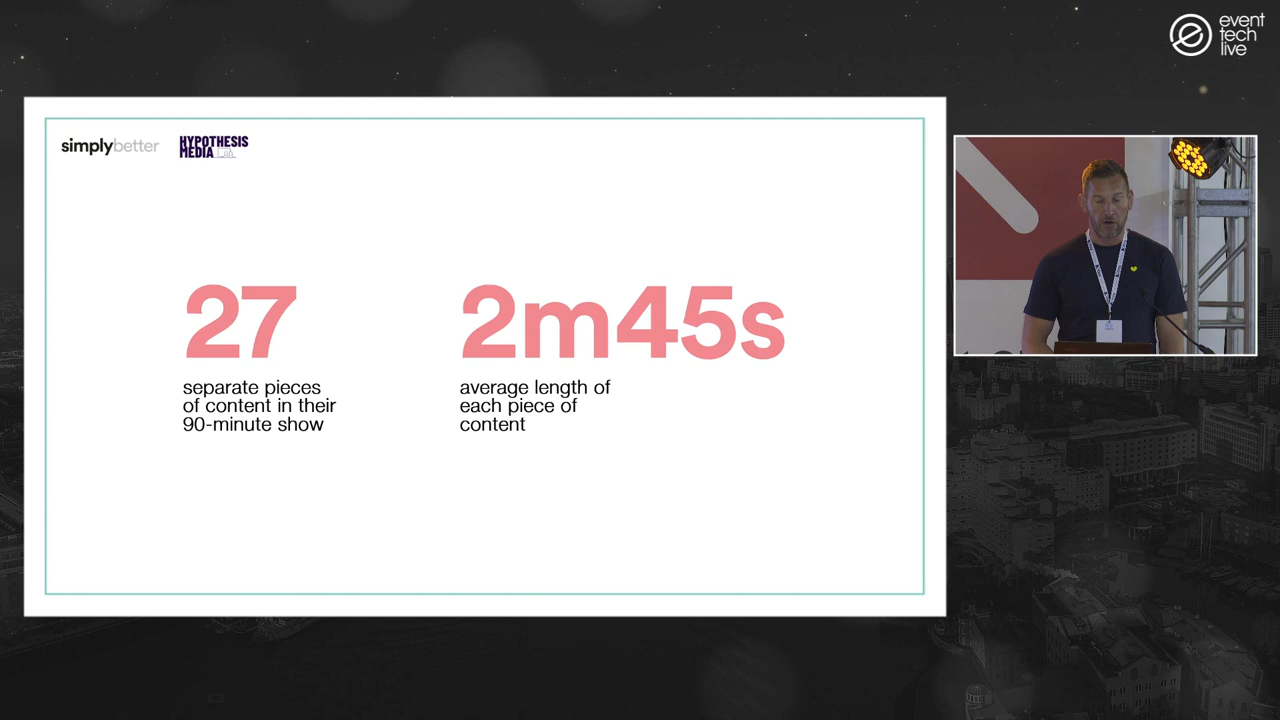 event
tech
live
simplybetter
HYPOTHESIS
MEDIA
27
separate pieces
of content in their
90-minute show
2m45s
average length of
each piece of
content